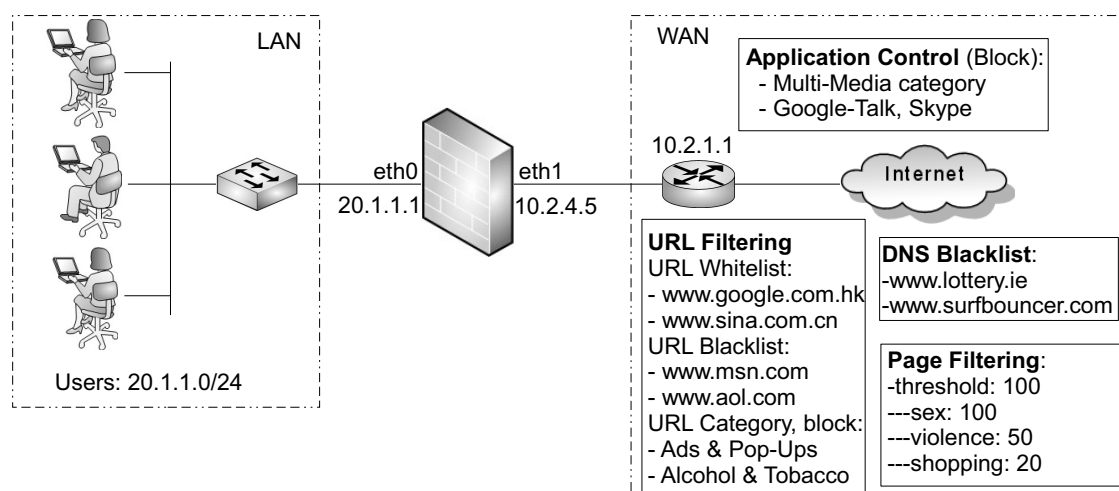 LAN
Users: 20.1.1.0/24
eth0
20.1.1.1
eth1
10.2.4.5
WAN
Application Control (Block):
- Multi-Media category
- Google-Talk, Skype
10.2.1.1
Internet
URL Filtering
URL Whitelist:
- www.google.com.hk
- www.sina.com.cn
URL Blacklist:
- www.msn.com
- www.aol.com
URL Category, block:
- Ads & Pop-Ups
- Alcohol & Tobacco
DNS Blacklist:
-www.lottery.ie
-www.surfbouncer.com
Page Filtering:
-threshold: 100
---sex: 100
---violence: 50
---shopping: 20